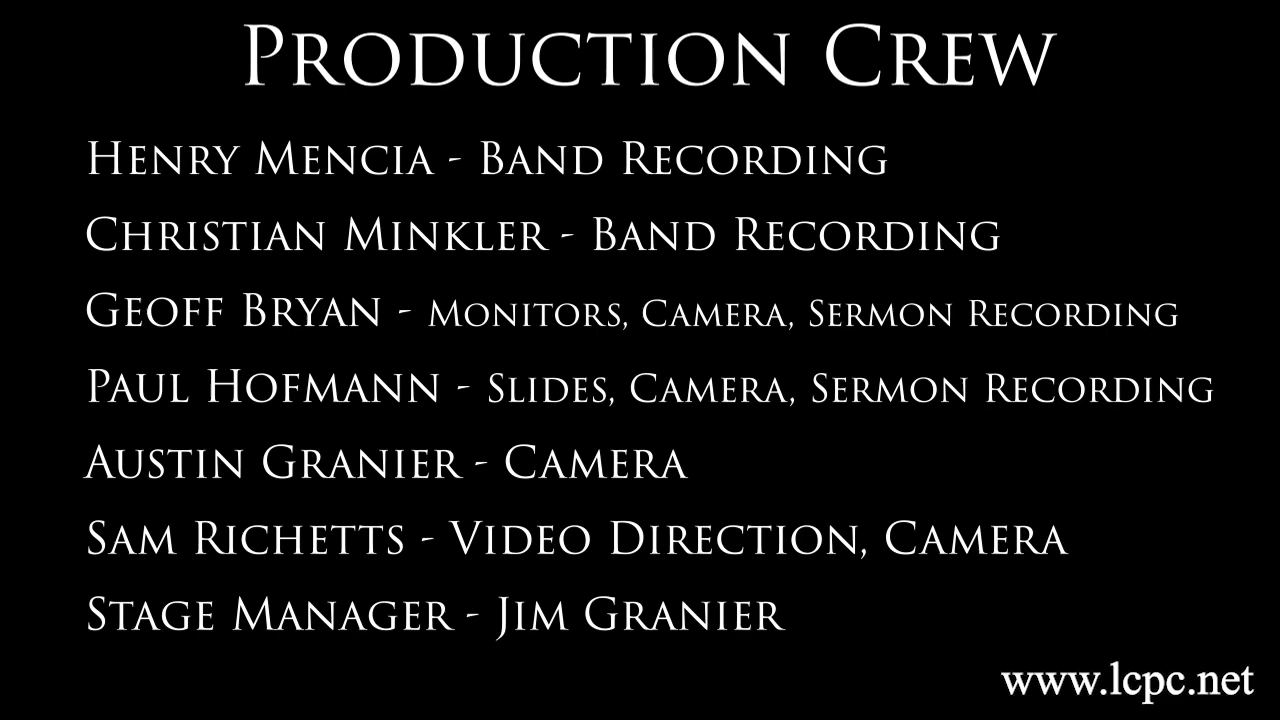 Production Crew
Henry Mencia - Band Recording
Christian Minkler - Band Recording
Geoff Bryan - Monitors, Camera, Sermon Recording
Paul Hofmann - Slides, Camera, Sermon Recording
Austin Granier - Camera
Sam Richetts - Video Direction, Camera
Stage Manager - Jim Granier
www.lcpc.net